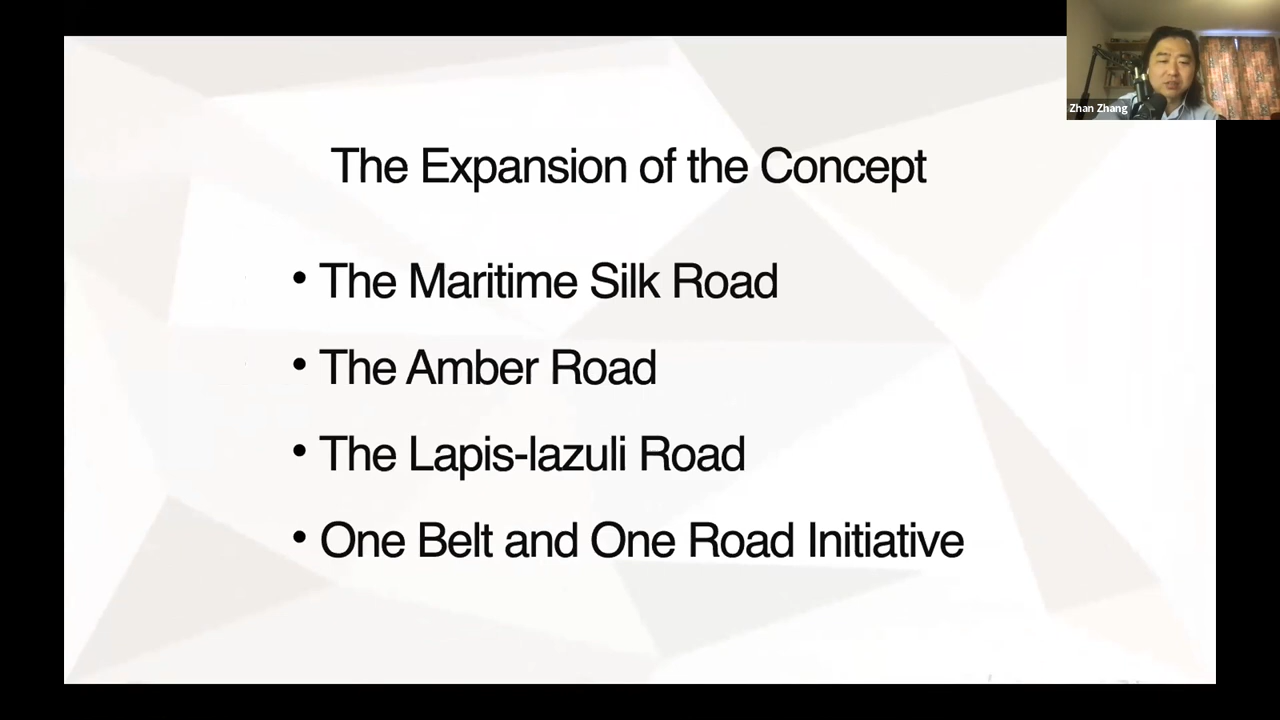 Zhan Zhang
The Expansion of the Concept
• The Maritime Silk Road
• The Amber Road
• The Lapis-lazuli Road
• One Belt and One Road Initiative